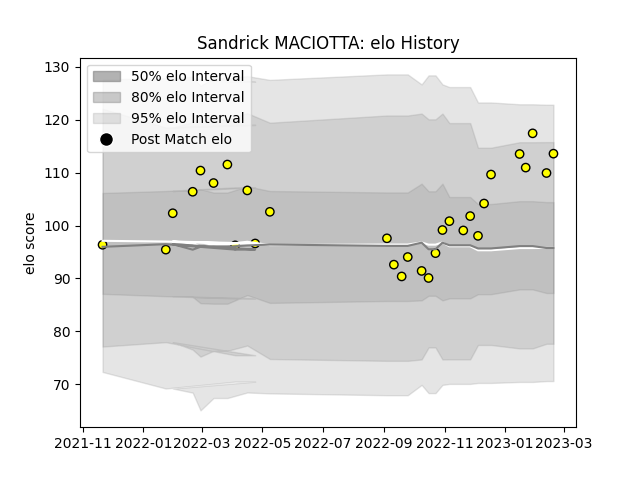 Sandrick MACIOTTA: elo History
50% elo Interval
80% elo Interval
95% elo Interval
Post Match elo
elo score
130
120
110
100
90
80
70
2021-11 2022-01 2022-03 2022-05 2022-07 2022-09 2022-11 2023-01 2023-03